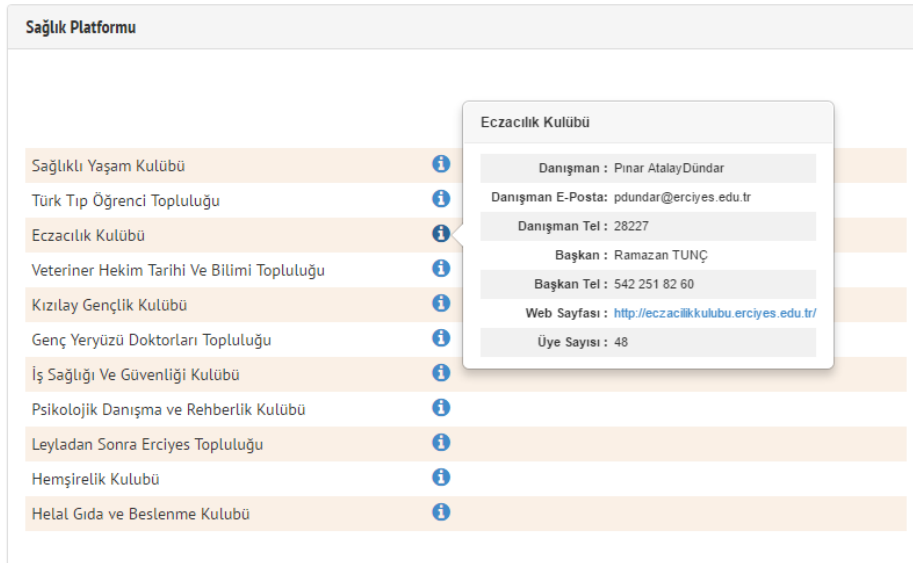 Sağlık Platformu
Sağlıklı Yaşam Kulübü
Türk Tıp Öğrenci Topluluğu
Eczacılık Kulübü
Veteriner Hekim Tarihi Ve Bilimi Topluluğu
Kızılay Gençlik Kulübü
Genç Yeryüzü Doktorları Topluluğu
İş Sağlığı Ve Güvenliği Kulübü
Psikolojik Danışma ve Rehberlik Kulübü
Leyladan Sonra Erciyes Topluluğu
Hemşirelik Kulubü
Helal Gıda ve Beslenme Kulubü
Eczacılık Kulübü
Danışman : Pınar AtalayDündar
Danışman E-Posta: pdundar@erciyes.edu.tr
Danışman Tel : 28227
Başkan : Ramazan TUNÇ
Başkan Tel : 542 251 82 60
Web Sayfası : http://eczacilikkulubu.erciyes.edu.tr/
Üye Sayısı : 48